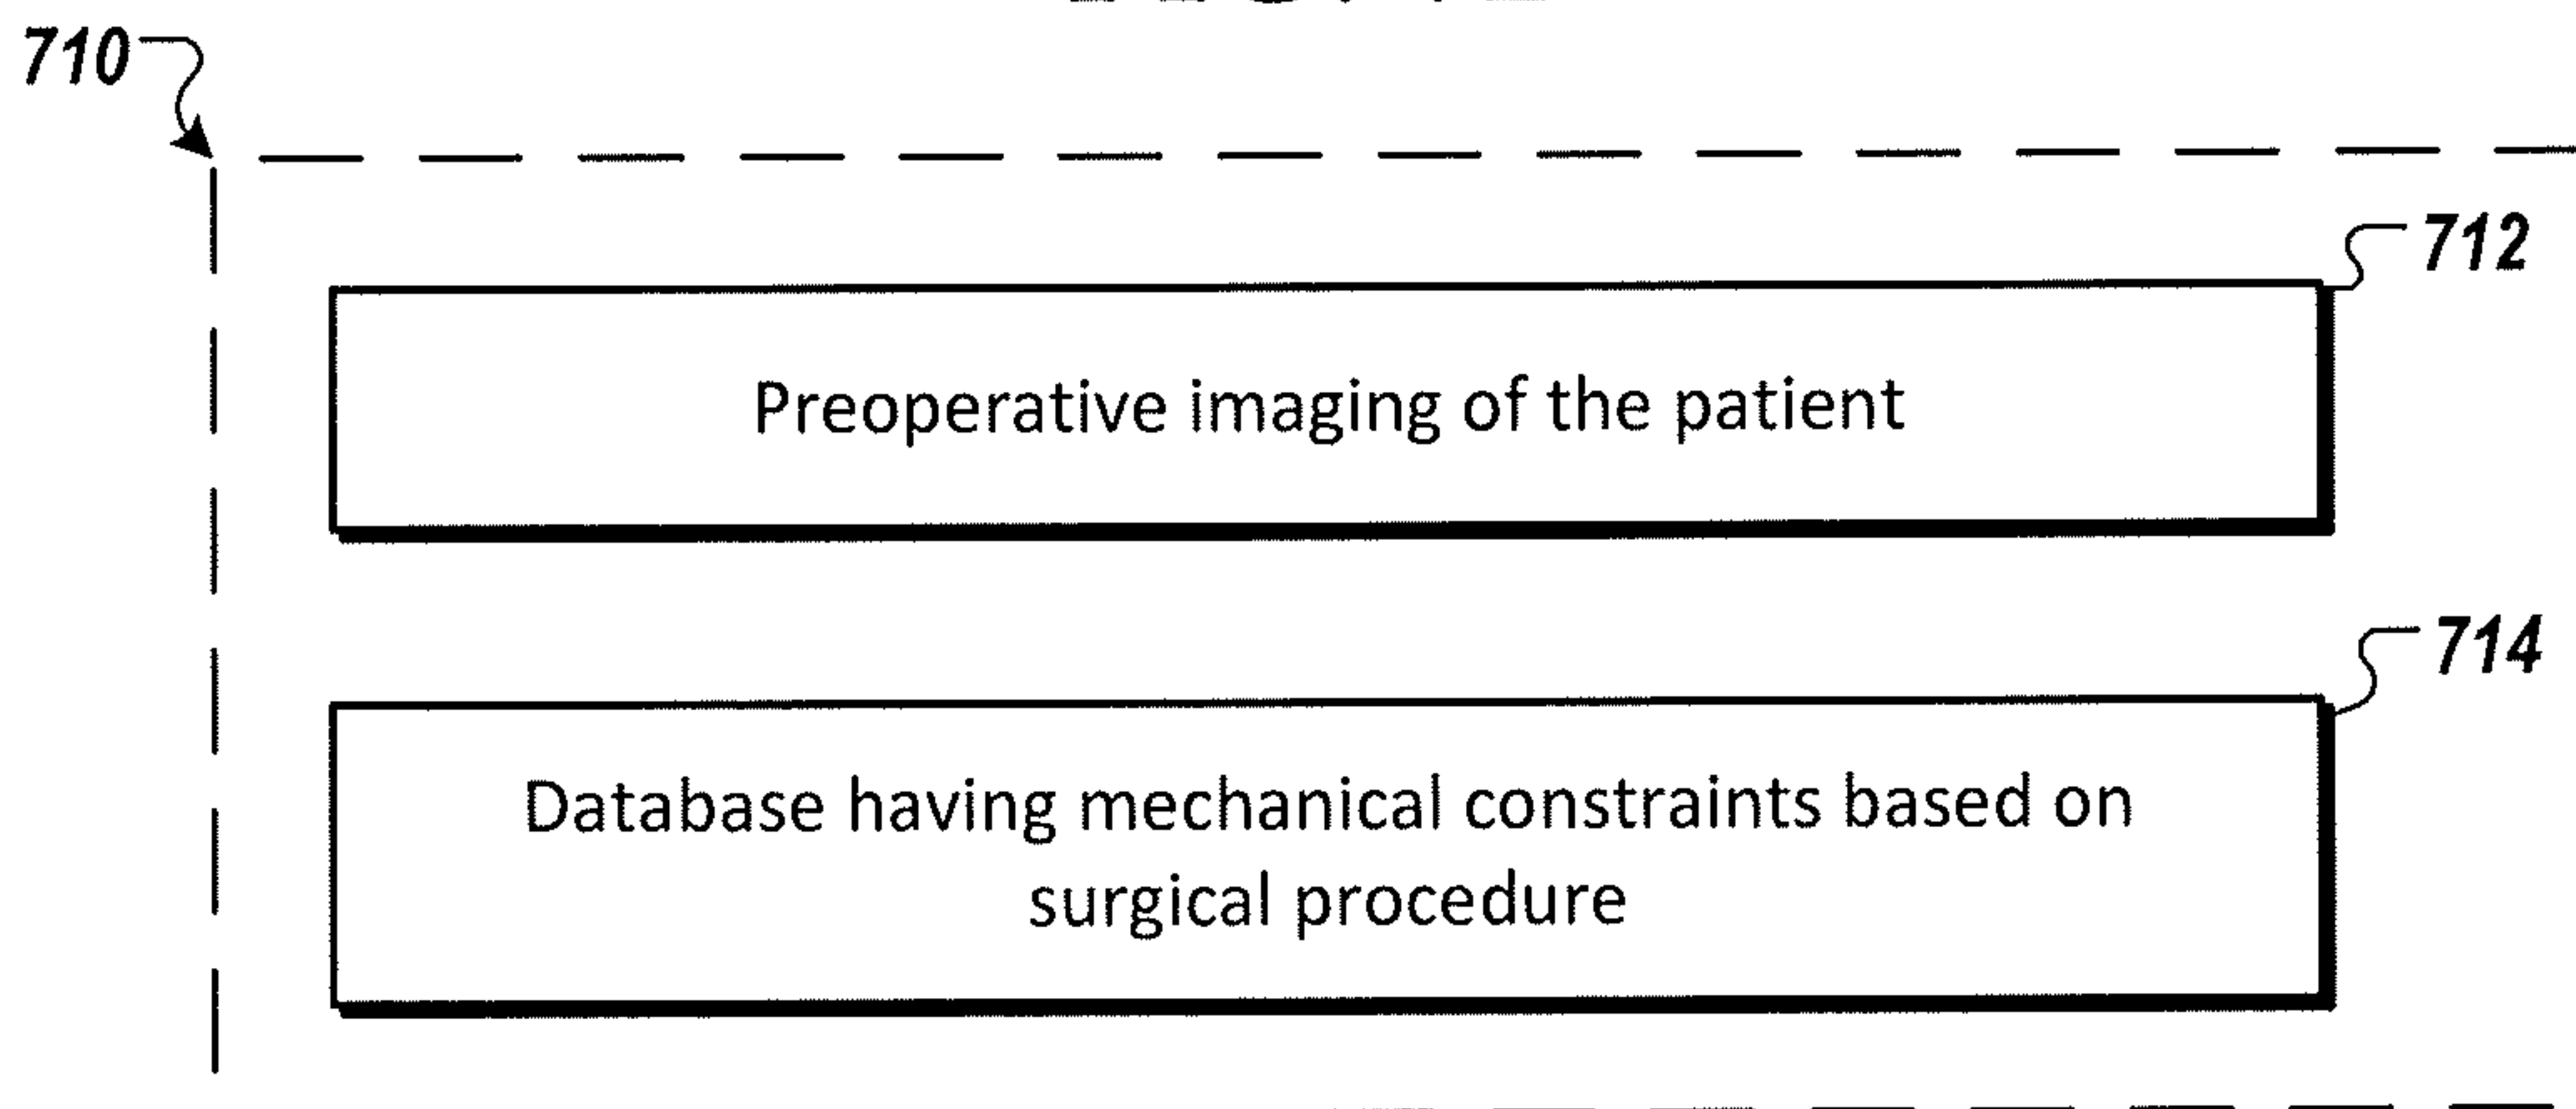 710
712
Preoperative imaging of the patient
714
Database having mechanical constraints based on
surgical procedure